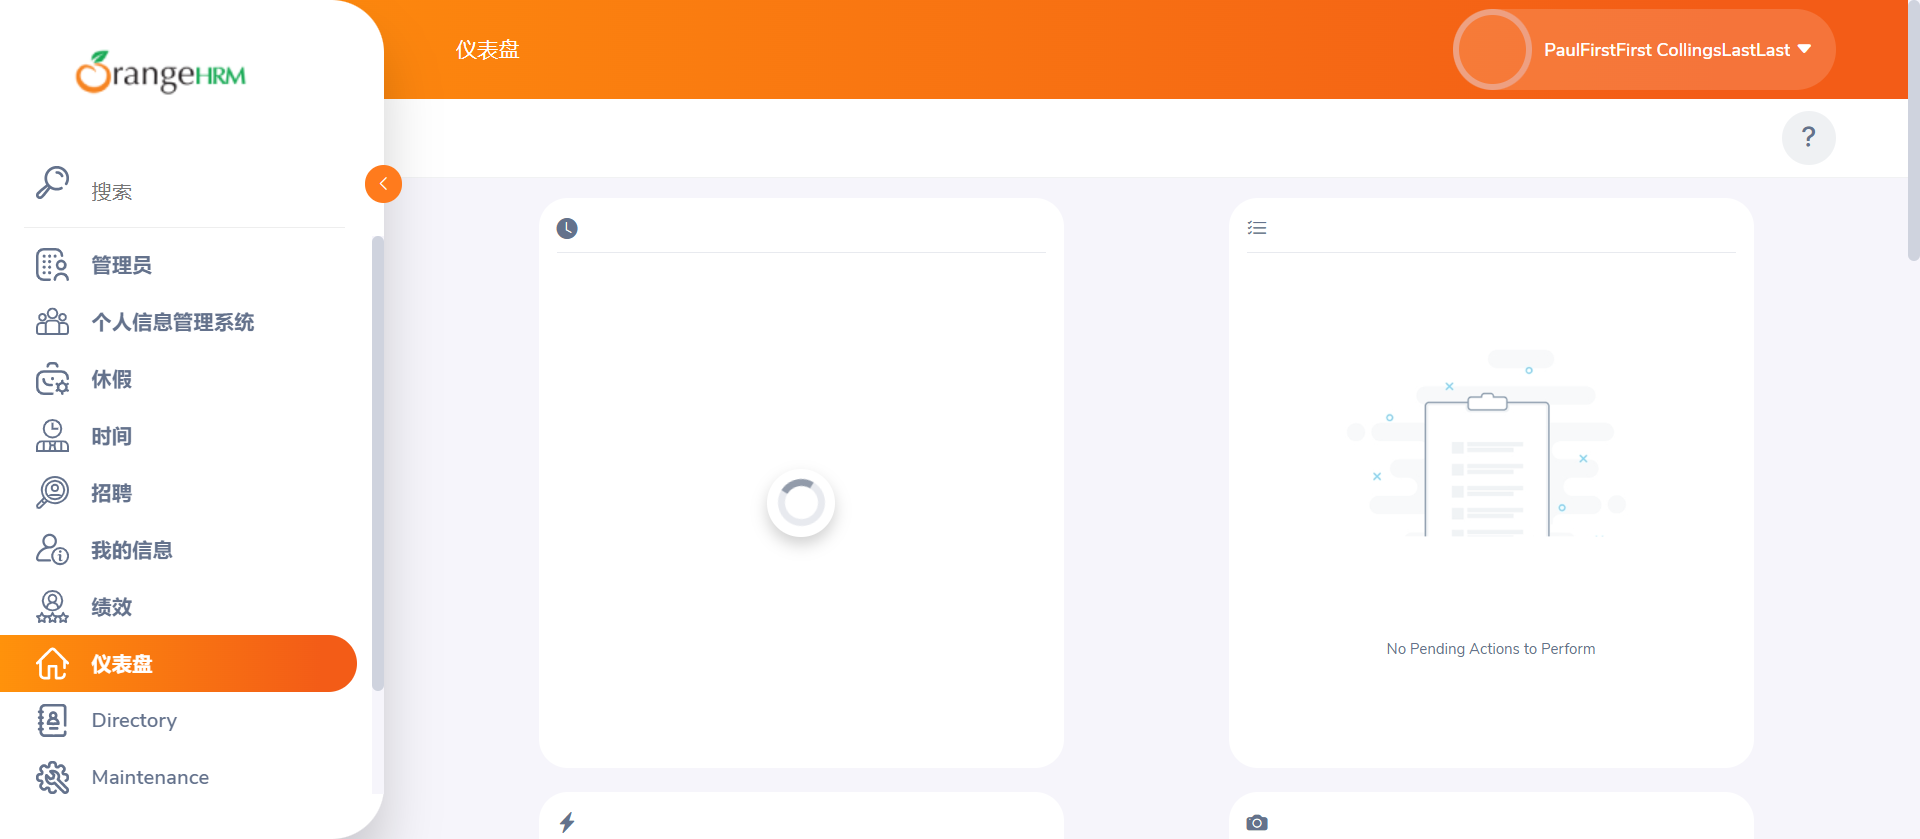 OrangeHRM
仪表盘
PaulFirstFirst CollingsLastLast
?
搜索
管理员
个人信息管理系统
休假
时间
招聘
我的信息
绩效
仪表盘
Directory
Maintenance
No Pending Actions to Perform